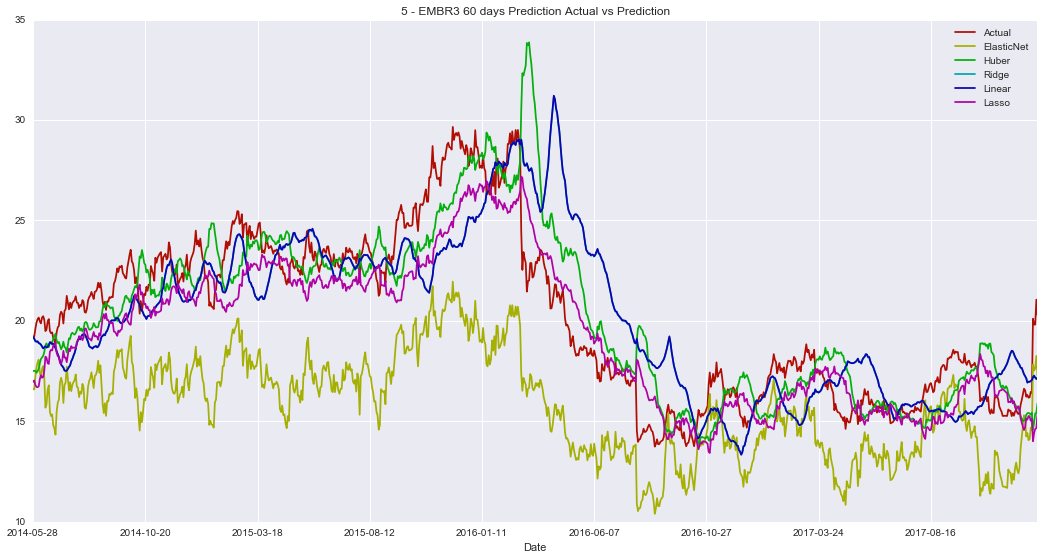 5 - EMBR3 60 days Prediction Actual vs Prediction
35
30
25
20
15
10
Actual
ElasticNet
Huber
Ridge
Linear
Lasso
2014-05-28 2014-10-20 2015-03-18 2015-08-12 2016-01-11 2016-06-07 2016-10-27 2017-03-24 2017-08-16
Date